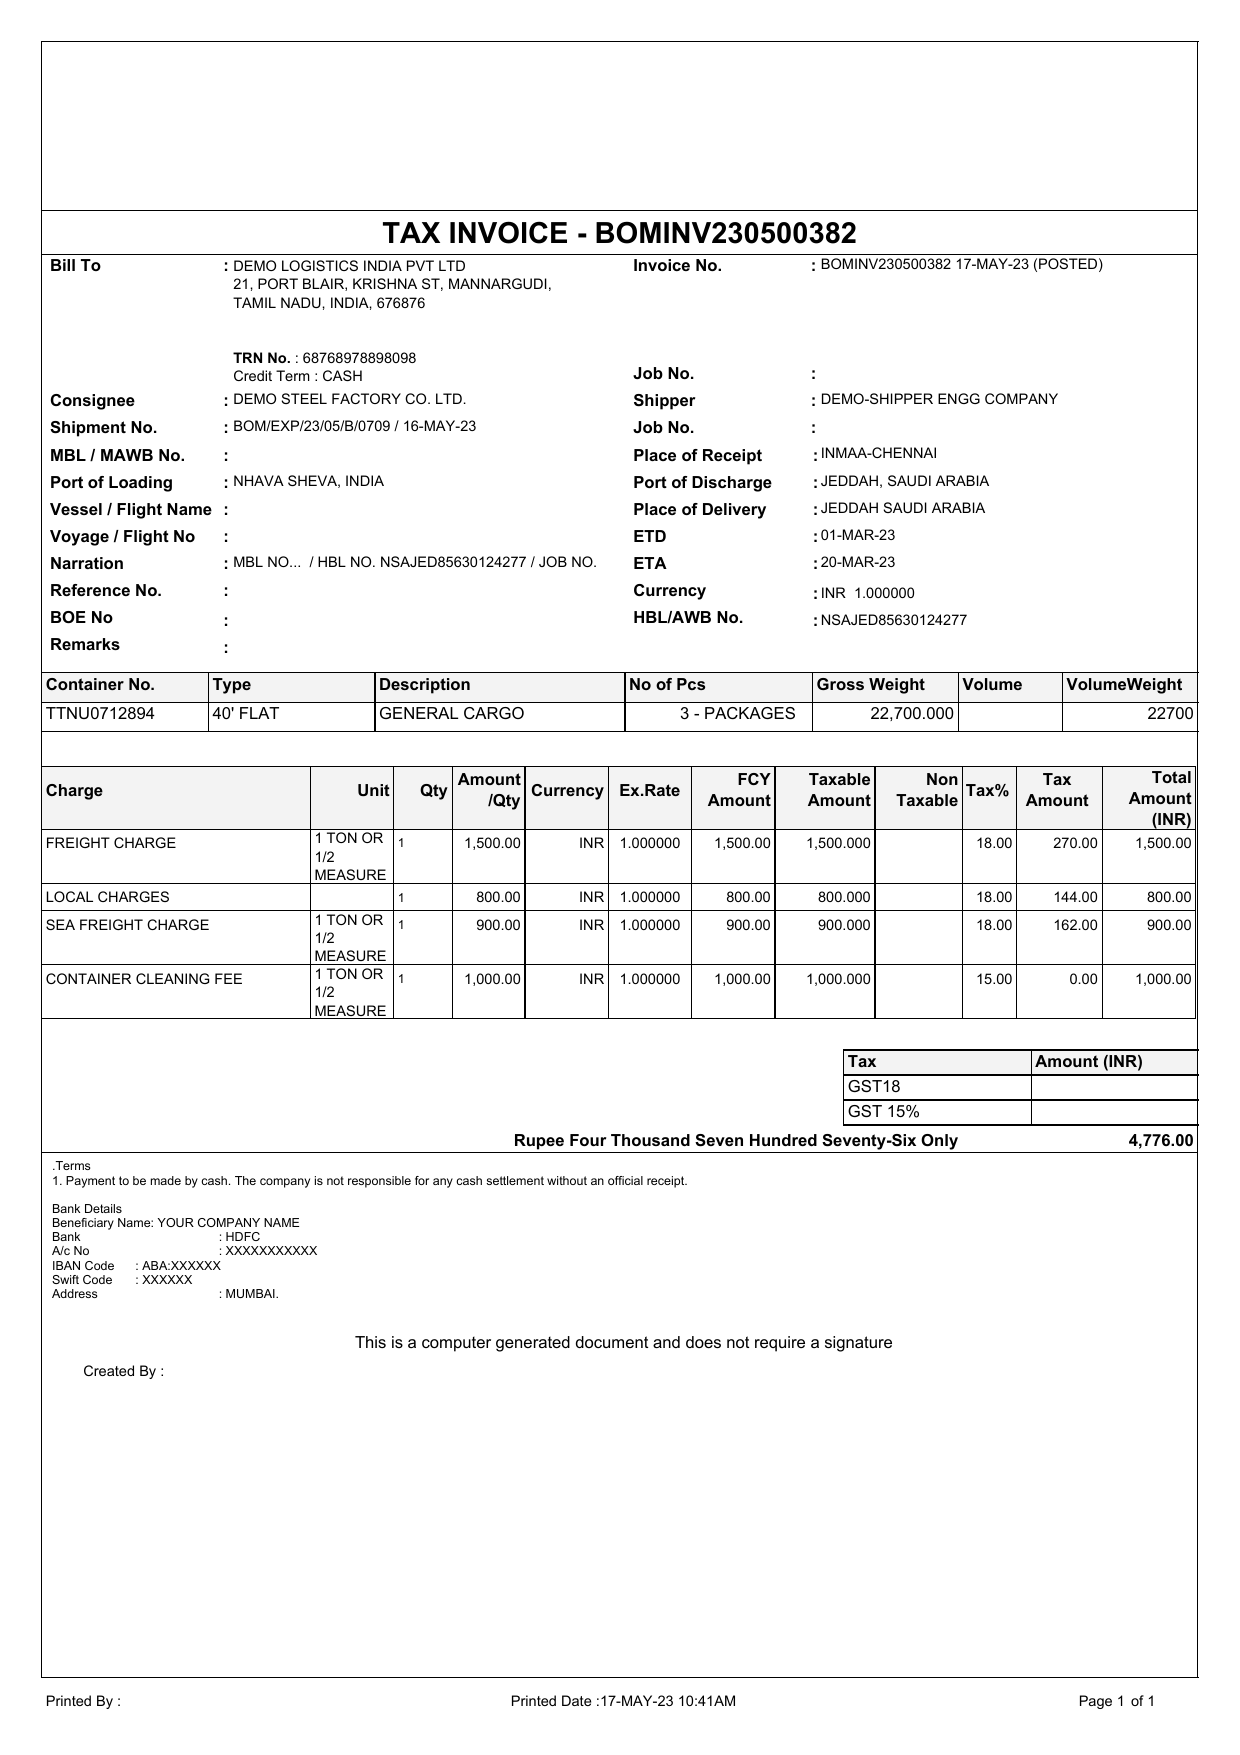 TAX INVOICE - BOMINV230500382
Bill To : DEMO LOGISTICS INDIA PVT LTD Invoice No. : BOMINV230500382 17-MAY-23 (POSTED)
21, PORT BLAIR, KRISHNA ST, MANNARGUDI,
TAMIL NADU, INDIA, 676876
TRN No. : 68768978898098
Credit Term : CASH Job No. :
Consignee : DEMO STEEL FACTORY CO. LTD. Shipper : DEMO-SHIPPER ENGG COMPANY
Shipment No. : BOM/EXP/23/05/B/0709 / 16-MAY-23 Job No. :
MBL / MAWB No. : Place of Receipt : INMAA-CHENNAI
Port of Loading : NHAVA SHEVA, INDIA Port of Discharge : JEDDAH, SAUDI ARABIA
Vessel / Flight Name : Place of Delivery : JEDDAH SAUDI ARABIA
Voyage / Flight No : ETD : 01-MAR-23
Narration : MBL NO... / HBL NO. NSAJED85630124277 / JOB NO. ETA : 20-MAR-23
Reference No. : Currency : INR 1.000000
BOE No : HBL/AWB No. : NSAJED85630124277
Remarks :
Container No. Type Description No of Pcs Gross Weight Volume VolumeWeight
TTNU0712894 40' FLAT GENERAL CARGO 3 - PACKAGES 22,700.000 22700
Charge Unit Qty Amount /Qty Currency Ex.Rate FCY Amount Taxable Amount Non Taxable Tax% Tax Amount Total Amount (INR)
FREIGHT CHARGE 1 TON OR 1/2 MEASURE 1 1,500.00 INR 1.000000 1,500.00 1,500.000 18.00 270.00 1,500.00
LOCAL CHARGES 1 800.00 INR 1.000000 800.00 800.000 18.00 144.00 800.00
SEA FREIGHT CHARGE 1 TON OR 1/2 MEASURE 1 900.00 INR 1.000000 900.00 900.000 18.00 162.00 900.00
CONTAINER CLEANING FEE 1 TON OR 1/2 MEASURE 1 1,000.00 INR 1.000000 1,000.00 1,000.000 15.00 0.00 1,000.00
Tax Amount (INR)
GST18
GST 15%
Rupee Four Thousand Seven Hundred Seventy-Six Only 4,776.00
.Terms
1. Payment to be made by cash. The company is not responsible for any cash settlement without an official receipt.
Bank Details
Beneficiary Name: YOUR COMPANY NAME
Bank : HDFC
A/c No : XXXXXXXXXXX
IBAN Code : ABA:XXXXXX
Swift Code : XXXXXX
Address : MUMBAI.
This is a computer generated document and does not require a signature
Created By :
Printed By : Printed Date :17-MAY-23 10:41AM Page 1 of 1